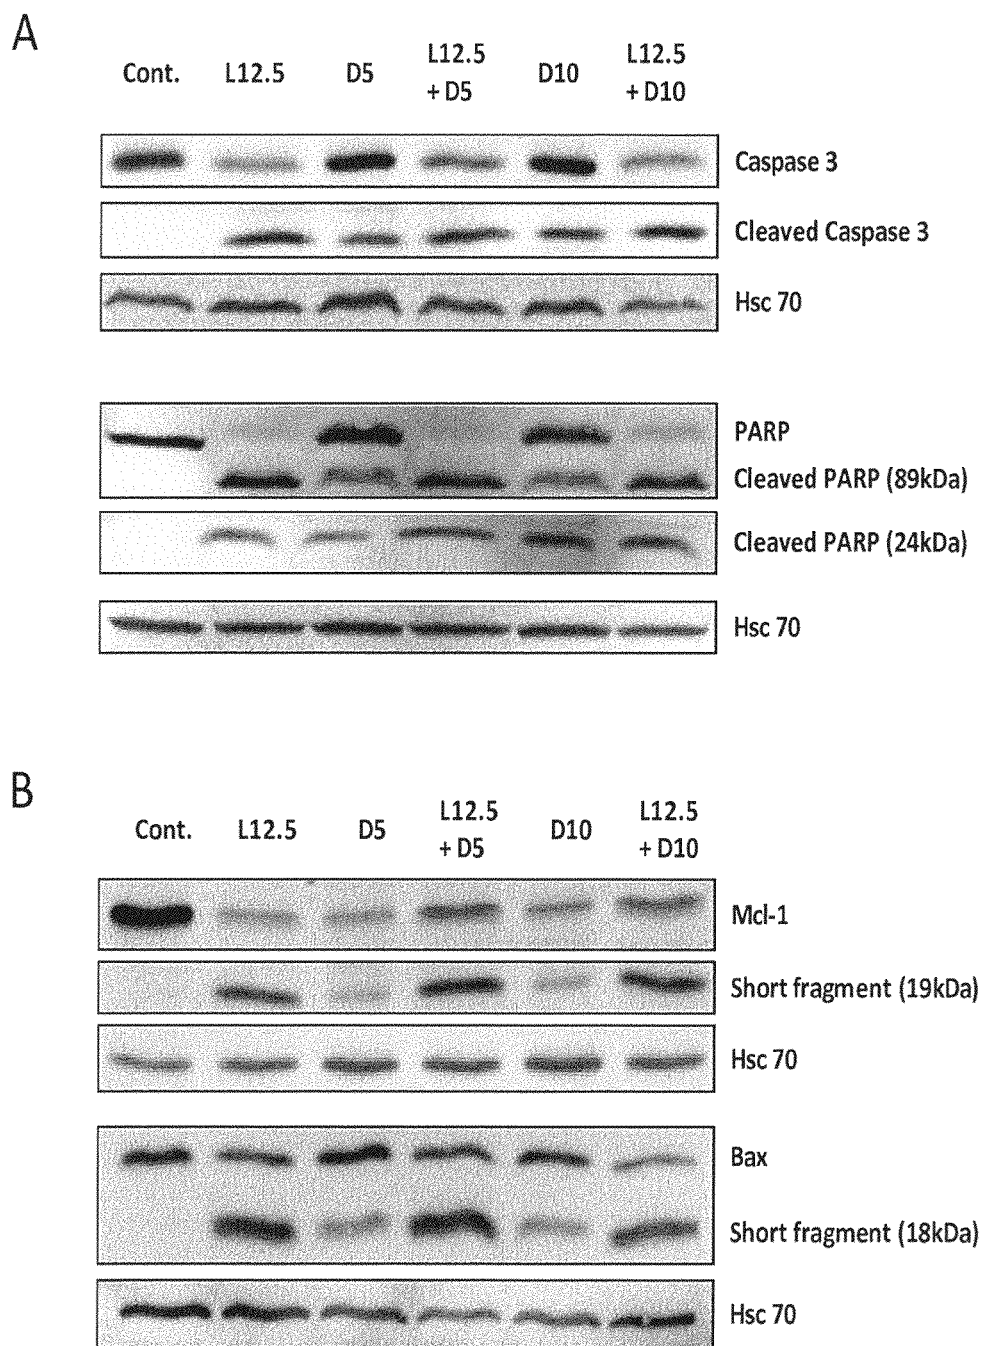 A
Cont. L12.5 D5 L12.5 + D5 D10 L12.5 + D10
Caspase 3
Cleaved Caspase 3
Hsc 70
PARP
Cleaved PARP (89kDa)
Cleaved PARP (24kDa)
Hsc 70
B
Cont. L12.5 D5 L12.5 + D5 D10 L12.5 + D10
Mcl-1
Short fragment (19kDa)
Hsc 70
Bax
Short fragment (18kDa)
Hsc 70